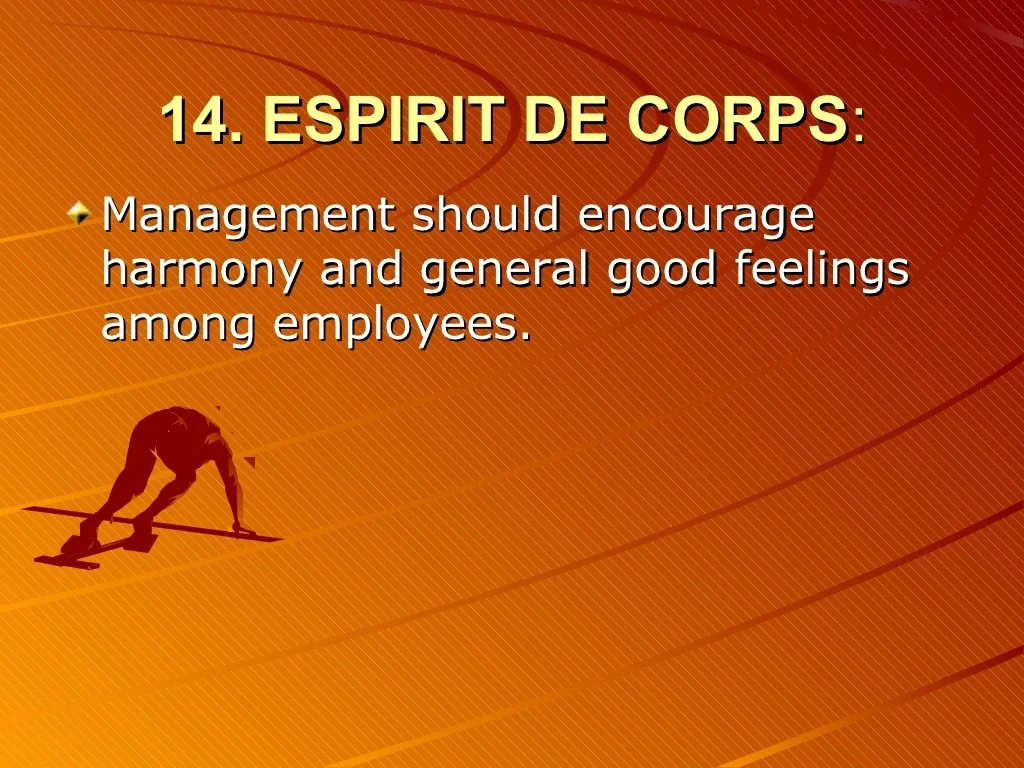 14. ESPIRIT DE CORPS:
Management should encourage
harmony and general good feelings
among employees.